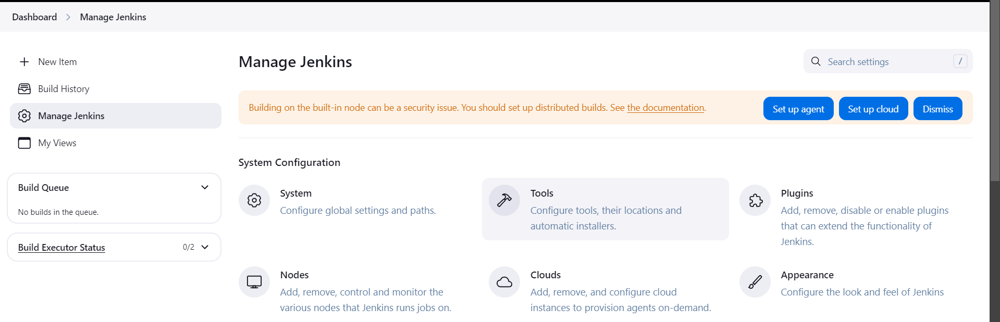 Dashboard > Manage Jenkins
New Item
Build History
Manage Jenkins
My Views
Build Queue
No builds in the queue.
Build Executor Status 0/2
Manage Jenkins
Search settings /
Building on the built-in node can be a security issue. You should set up distributed builds. See the documentation.
Set up agent Set up cloud Dismiss
System Configuration
System
Configure global settings and paths.
Tools
Configure tools, their locations and
automatic installers.
Plugins
Add, remove, disable or enable plugins
that can extend the functionality of
Jenkins.
Nodes
Add, remove, control and monitor the
various nodes that Jenkins runs jobs on.
Clouds
Add, remove, and configure cloud
instances to provision agents on-demand.
Appearance
Configure the look and feel of Jenkins